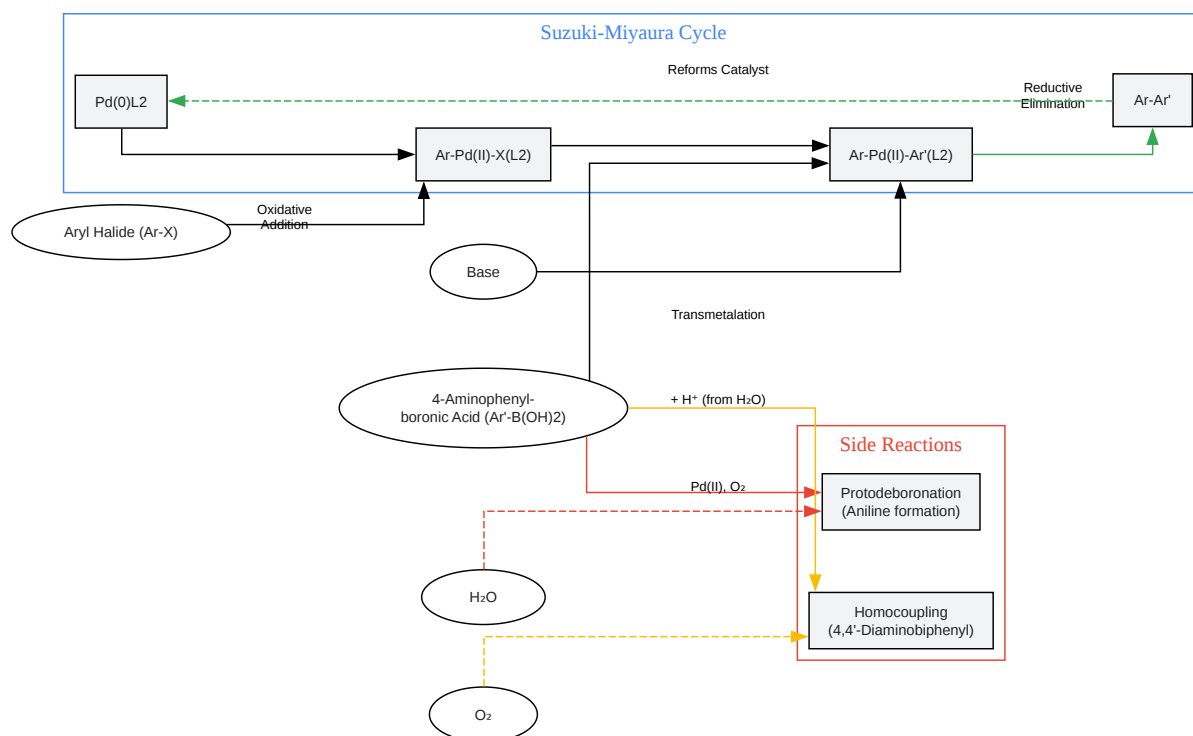 Suzuki-Miyaura Cycle
Reforms Catalyst
Pd(0)L2
Reductive
Elimination
Ar-Ar'
Ar-Pd(II)-X(L2)
Ar-Pd(II)-Ar'(L2)
Oxidative
Addition
Aryl Halide (Ar-X)
Base
Transmetalation
4-Aminophenyl-
boronic Acid (Ar'-B(OH)2)
+ H⁺ (from H₂O)
Side Reactions
Pd(II), O₂
Protodeboronation
(Aniline formation)
H₂O
Homocoupling
(4,4'-Diaminobiphenyl)
O₂